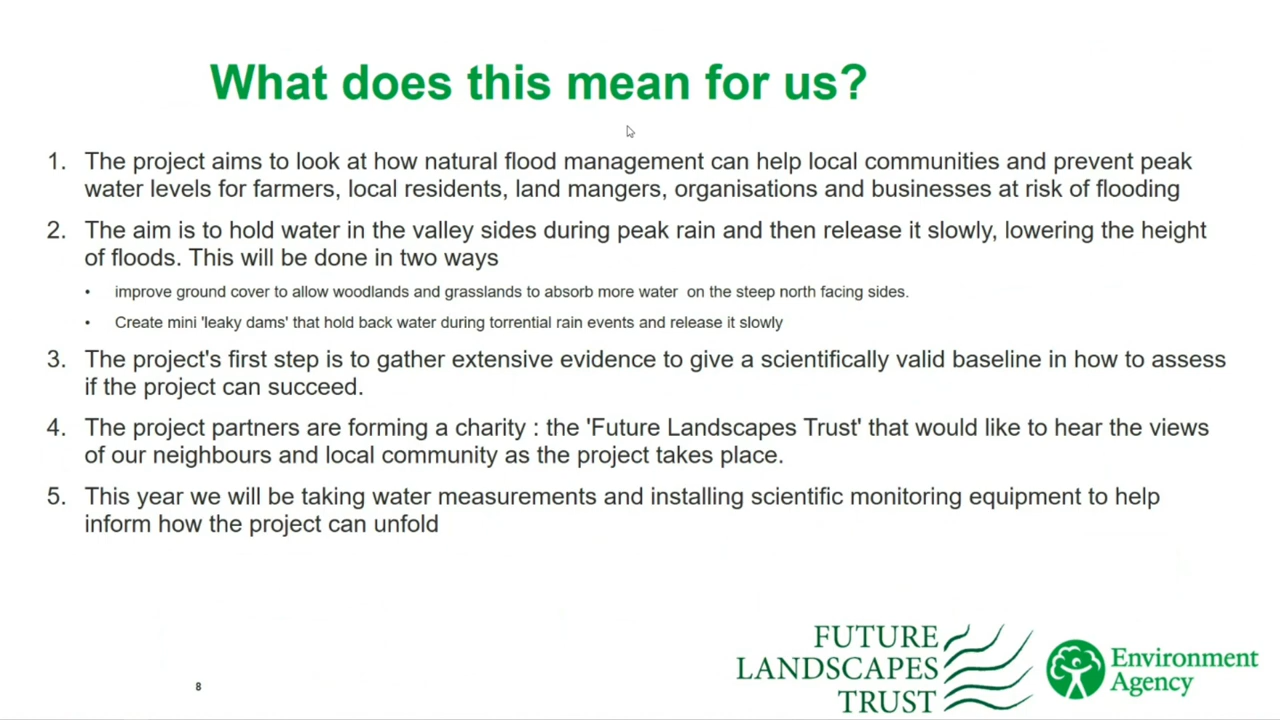 What does this mean for us?
1. The project aims to look at how natural flood management can help local communities and prevent peak
water levels for farmers, local residents, land mangers, organisations and businesses at risk of flooding
2. The aim is to hold water in the valley sides during peak rain and then release it slowly, lowering the height
of floods. This will be done in two ways
• improve ground cover to allow woodlands and grasslands to absorb more water on the steep north facing sides.
• Create mini 'leaky dams' that hold back water during torrential rain events and release it slowly
3. The project's first step is to gather extensive evidence to give a scientifically valid baseline in how to assess
if the project can succeed.
4. The project partners are forming a charity : the 'Future Landscapes Trust' that would like to hear the views
of our neighbours and local community as the project takes place.
5. This year we will be taking water measurements and installing scientific monitoring equipment to help
inform how the project can unfold
8
FUTURE
LANDSCAPES
TRUST
Environment
Agency